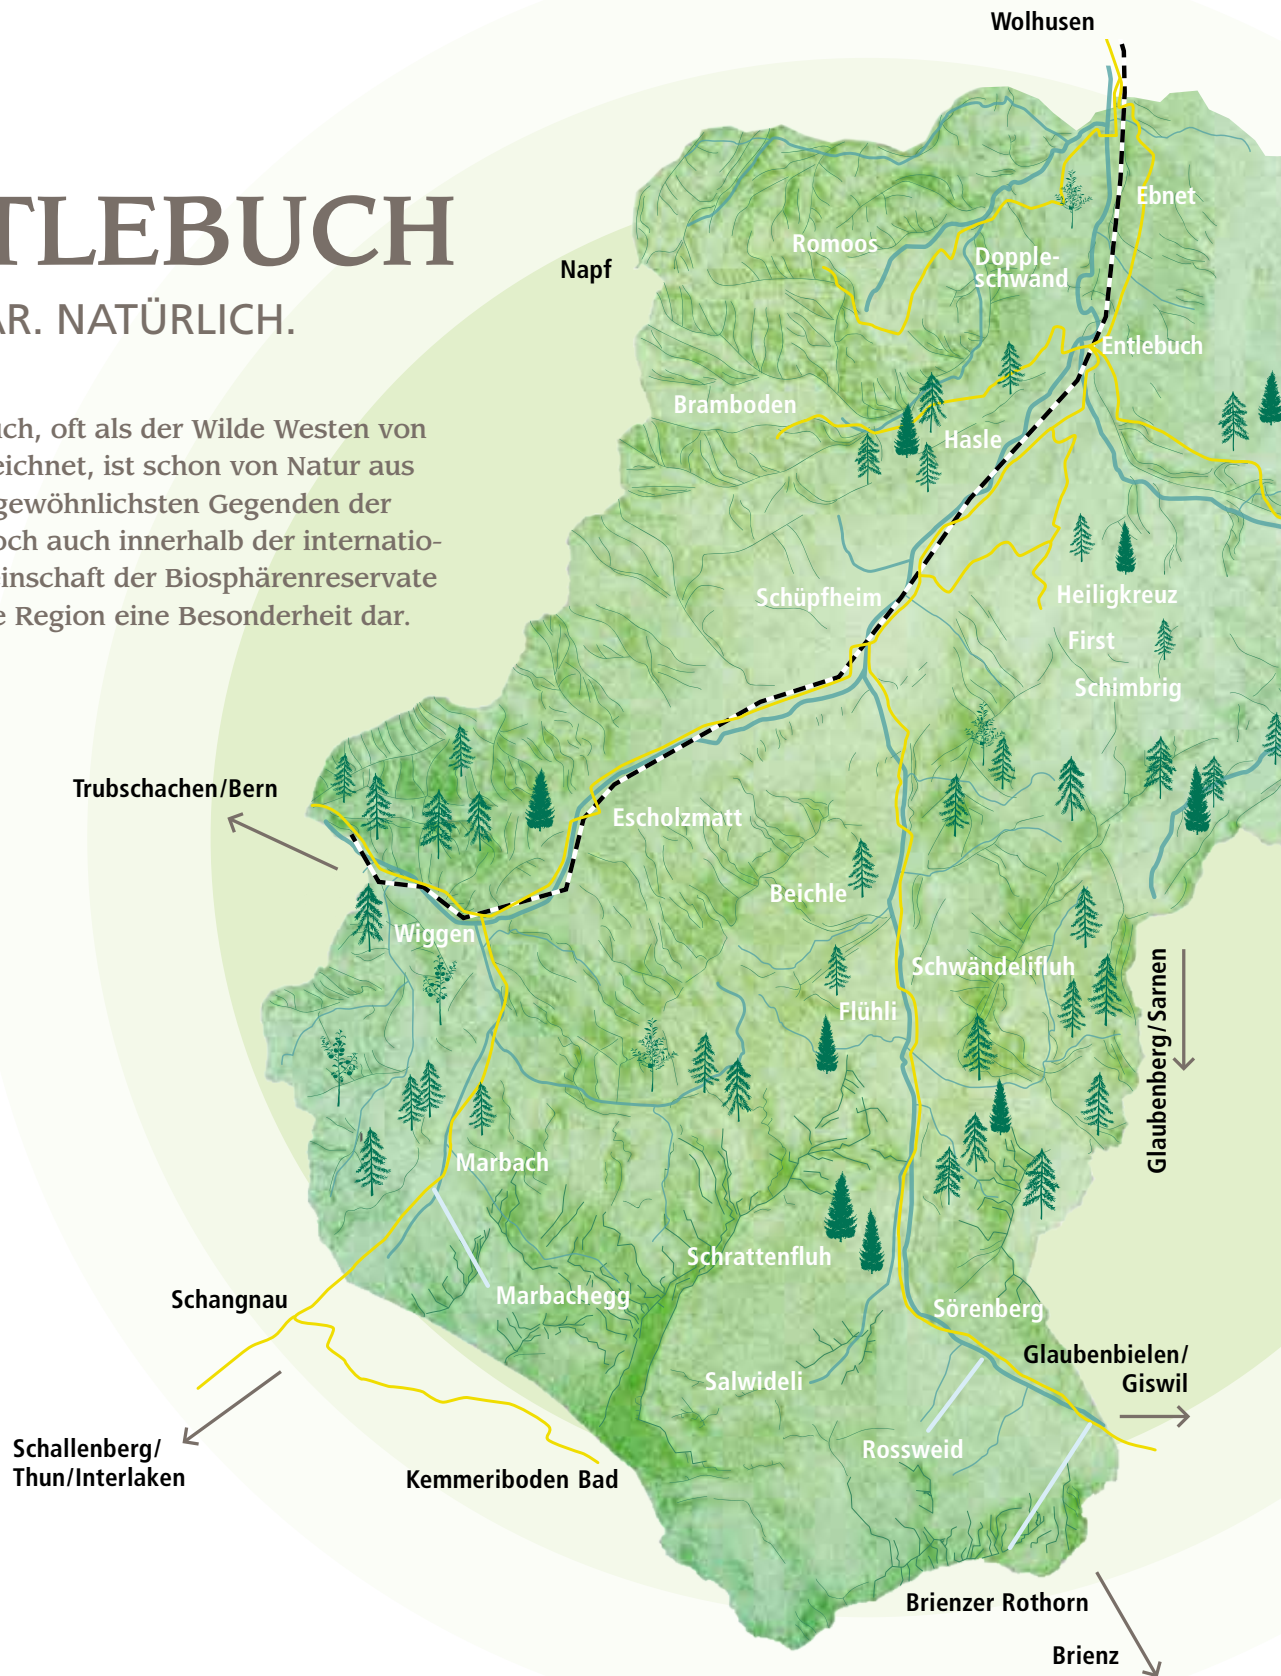 Wolhusen
TLEBUCH
AR. NATÜRLICH.
uch, oft als der Wilde Westen von
eichnet, ist schon von Natur aus
gewöhnlichsten Gegenden der
och auch innerhalb der internatio-
einschaft der Biosphärenreservate
e Region eine Besonderheit dar.
Ebnet
Romoos
Napf
Dopple-
schwand
Entlebuch
Bramboden
Hasle
Schüpfheim
Heiligkreuz
First
Schimbrig
Trubschachen/Bern
Escholzmatt
Beichle
Wiggen
Schwändelifluh
Flühli
Glaubenberg/Sarnen
Marbach
Schrattenfluh
Marbachegg
Schangnau
Sörenberg
Glaubenbielen/
Giswil
Salwideli
Rossweid
Schallenberg/
Thun/Interlaken
Kemmeriboden Bad
Brienzer Rothorn
Brienz